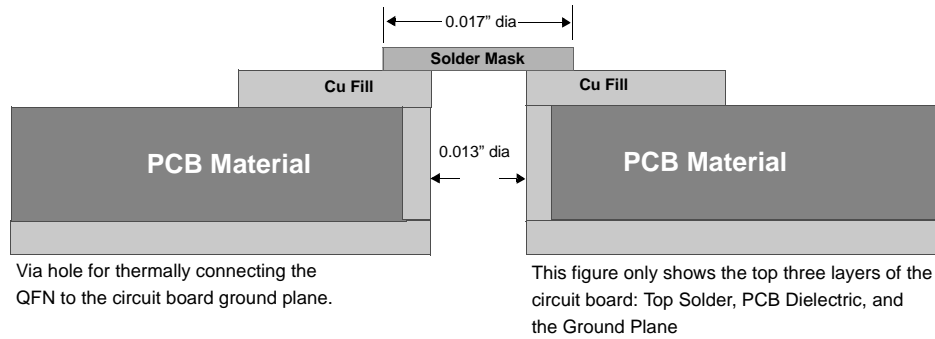 0.017” dia
Solder Mask
Cu Fill
Cu Fill
PCB Material
0.013” dia
PCB Material
Via hole for thermally connecting the
QFN to the circuit board ground plane.
This figure only shows the top three layers of the
circuit board: Top Solder, PCB Dielectric, and
the Ground Plane